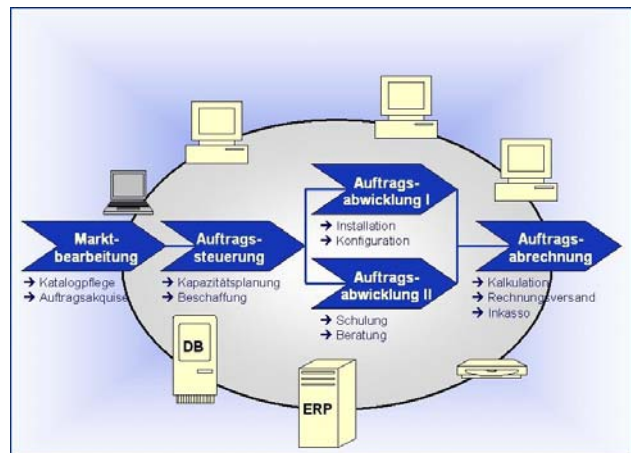 Markt-
bearbeitung
→ Katalogpflege
→ Auftragsakquise
Auftrags-
steuerung
→ Kapazitätsplanung
→ Beschaffung
Auftrags-
abwicklung I
→ Installation
→ Konfiguration
Auftrags-
abwicklung II
→ Schulung
→ Beratung
Auftrags-
abrechnung
→ Kalkulation
→ Rechnungsversand
→ Inkasso
DB
ERP